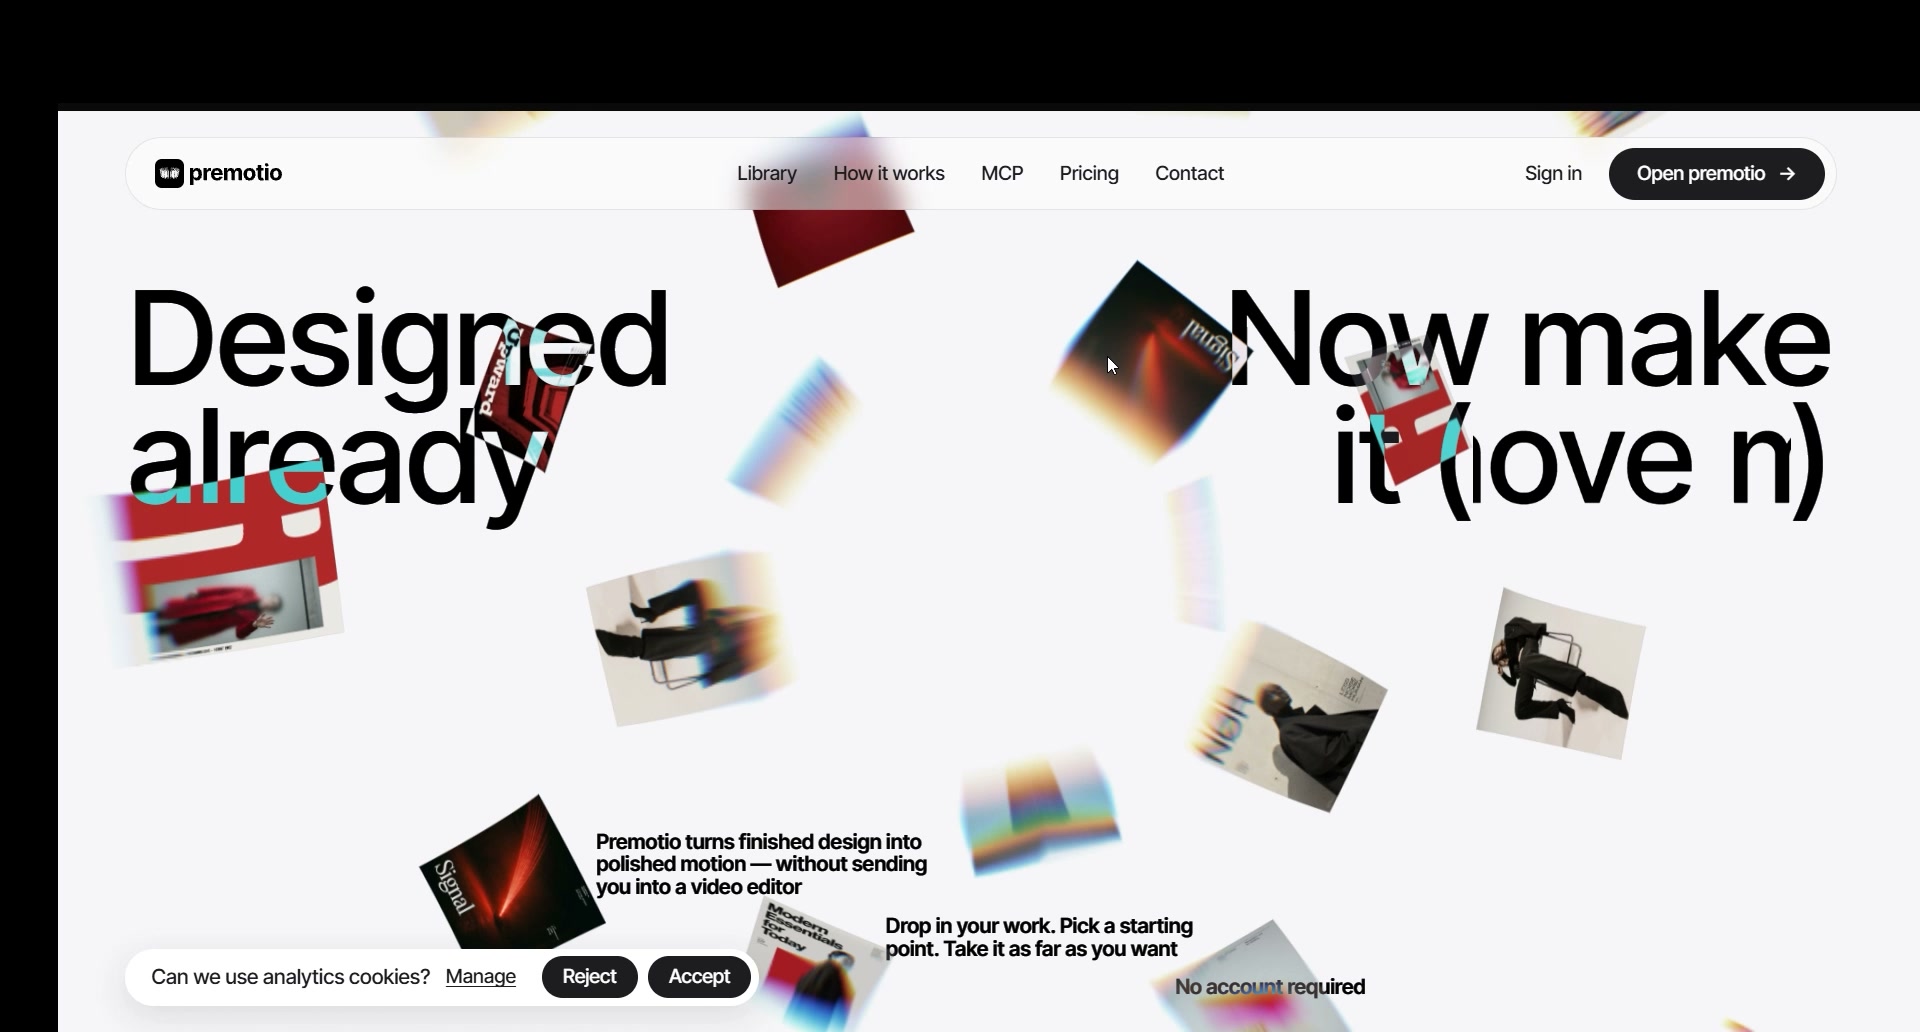 premotio
Library How it works MCP Pricing Contact
Sign in Open premotio →
Designed
already
Now make
it (ove n)
Upward
Signal
Signal
Premotio turns finished design into
polished motion — without sending
you into a video editor
Modern
Essentials
for
Today
Drop in your work. Pick a starting
point. Take it as far as you want
No account required
Can we use analytics cookies? Manage Reject Accept